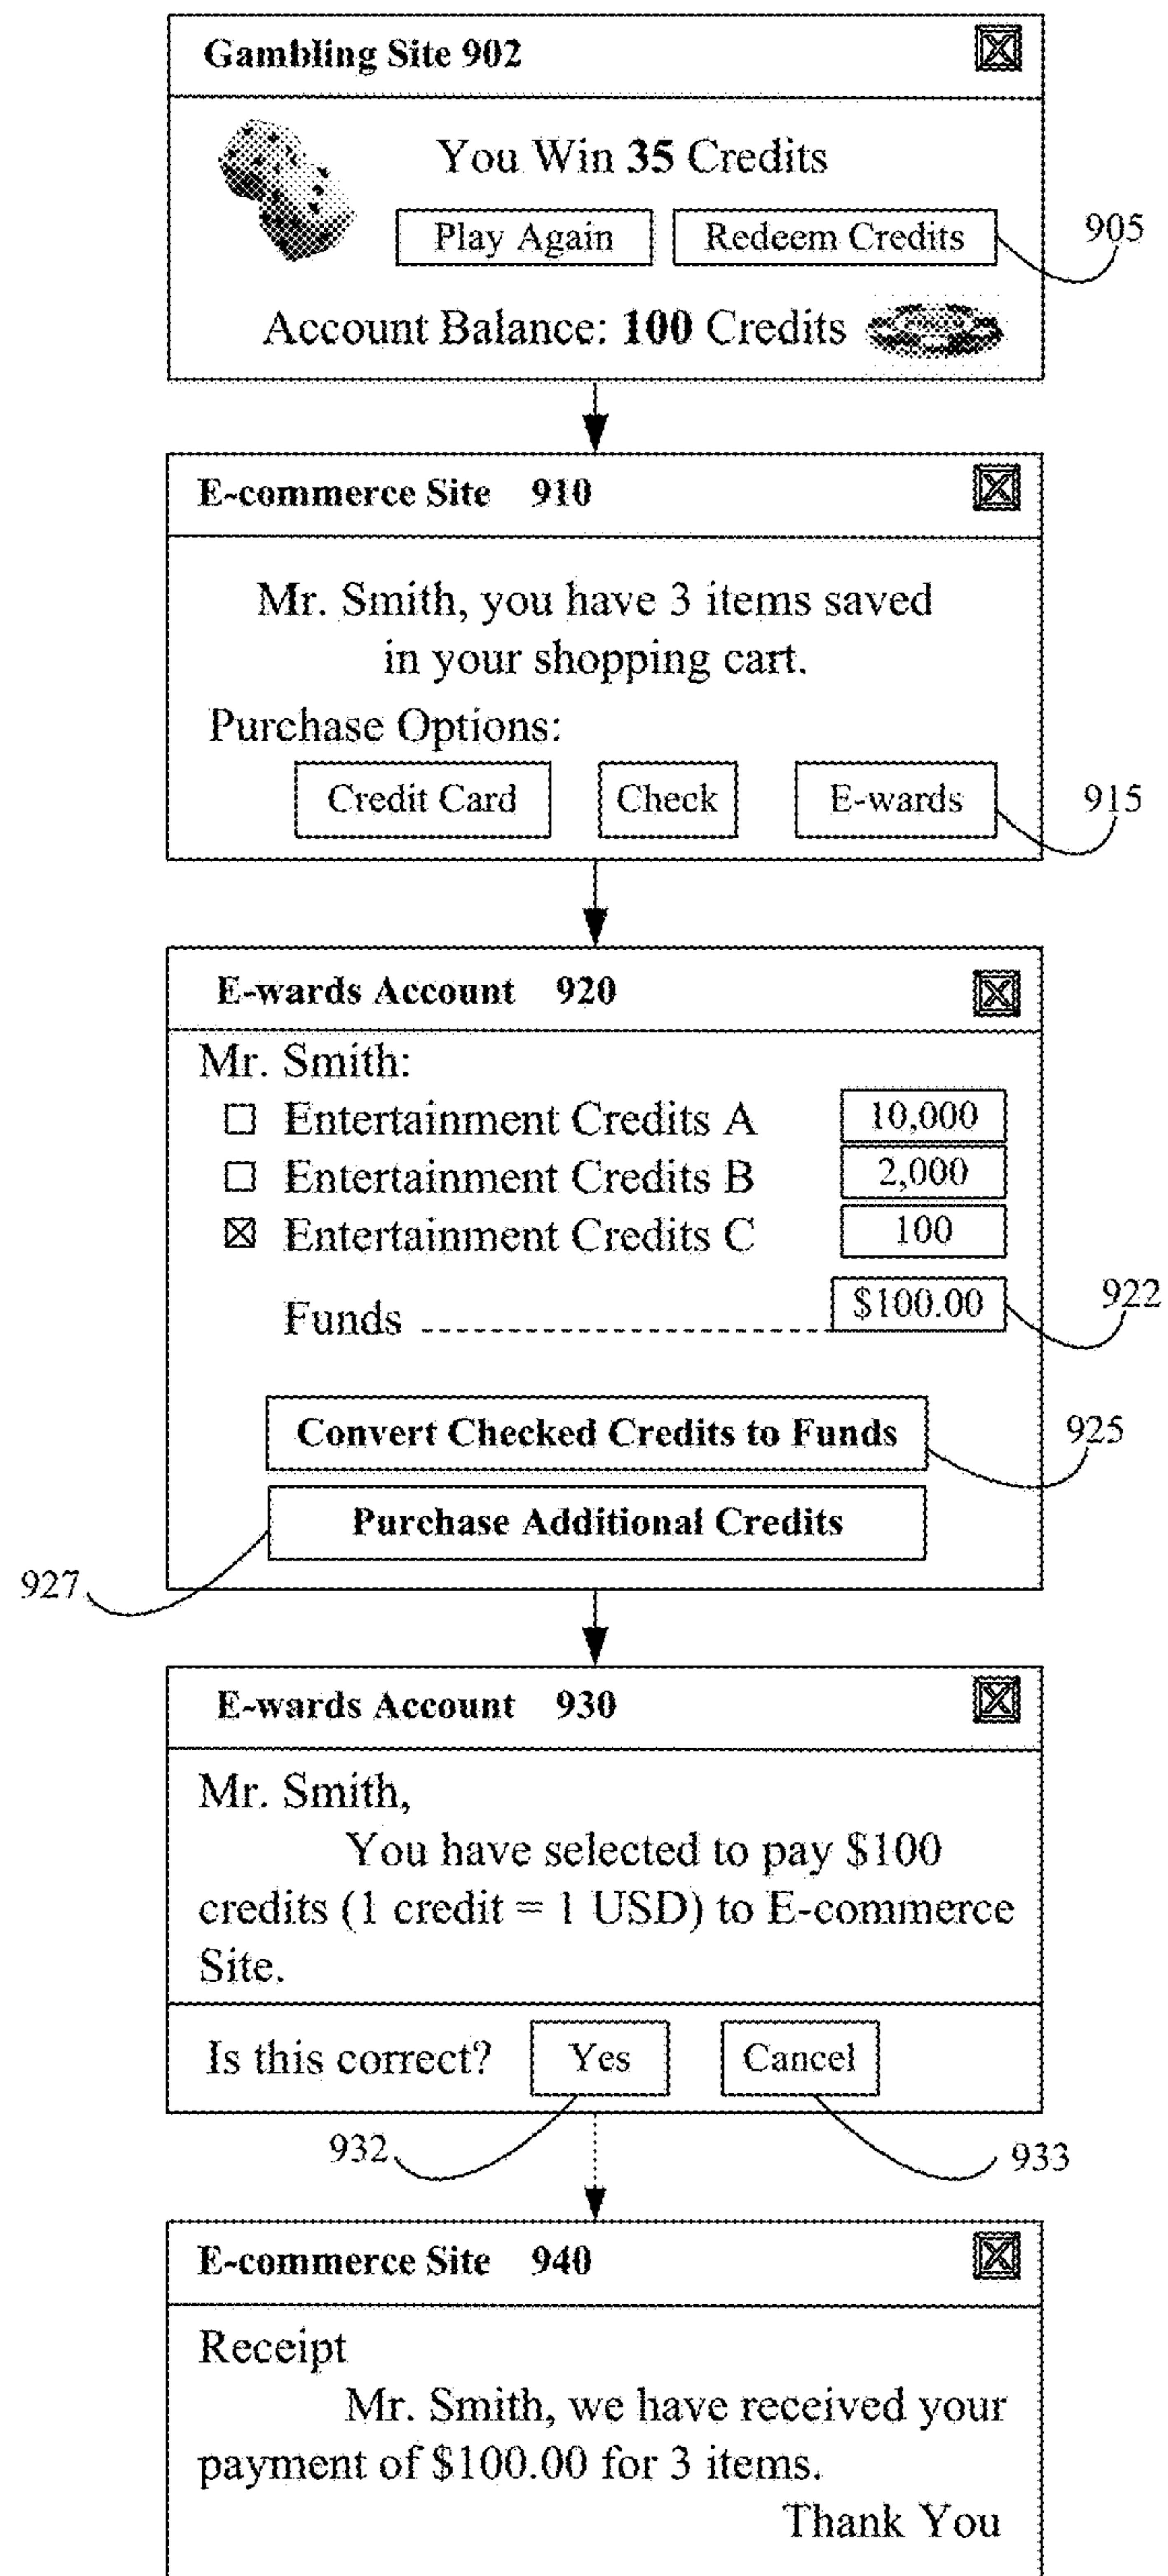 Gambling Site 902
You Win 35 Credits
Play Again
Redeem Credits
905
Account Balance: 100 Credits
E-commerce Site 910
Mr. Smith, you have 3 items saved
in your shopping cart.
Purchase Options:
Credit Card
Check
E-wards
915
E-wards Account 920
Mr. Smith:
Entertainment Credits A 10,000
Entertainment Credits B 2,000
Entertainment Credits C 100
Funds $100.00
922
Convert Checked Credits to Funds
925
Purchase Additional Credits
927
E-wards Account 930
Mr. Smith,
You have selected to pay $100
credits (1 credit = 1 USD) to E-commerce
Site.
Is this correct? Yes Cancel
932
933
E-commerce Site 940
Receipt
Mr. Smith, we have received your
payment of $100.00 for 3 items.
Thank You